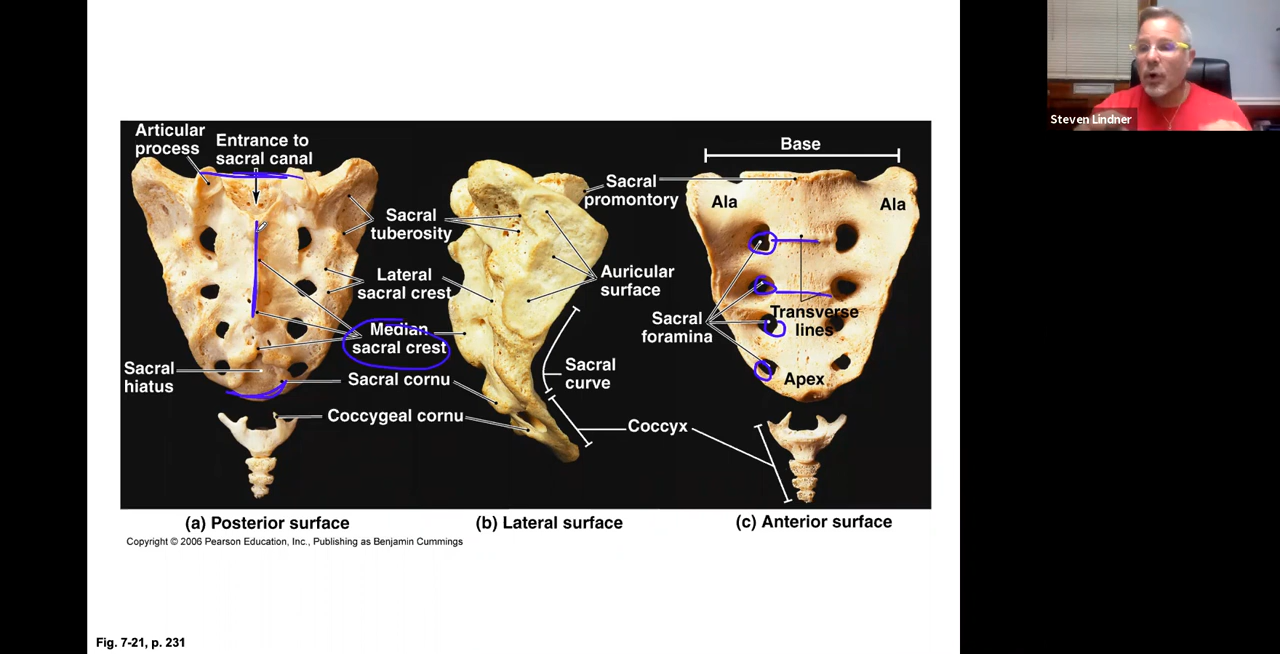 Steven Lindner
Articular
process
Entrance to
sacral canal
Sacral
tuberosity
Lateral
sacral crest
Median
sacral crest
Sacral
hiatus
Sacral cornu
Coccygeal cornu
Sacral
promontory
Auricular
surface
Sacral
curve
Coccyx
Base
Ala
Ala
Sacral
foramina
Transverse
lines
Apex
(a) Posterior surface
(b) Lateral surface
(c) Anterior surface
Copyright © 2006 Pearson Education, Inc., Publishing as Benjamin Cummings
Fig. 7-21, p. 231